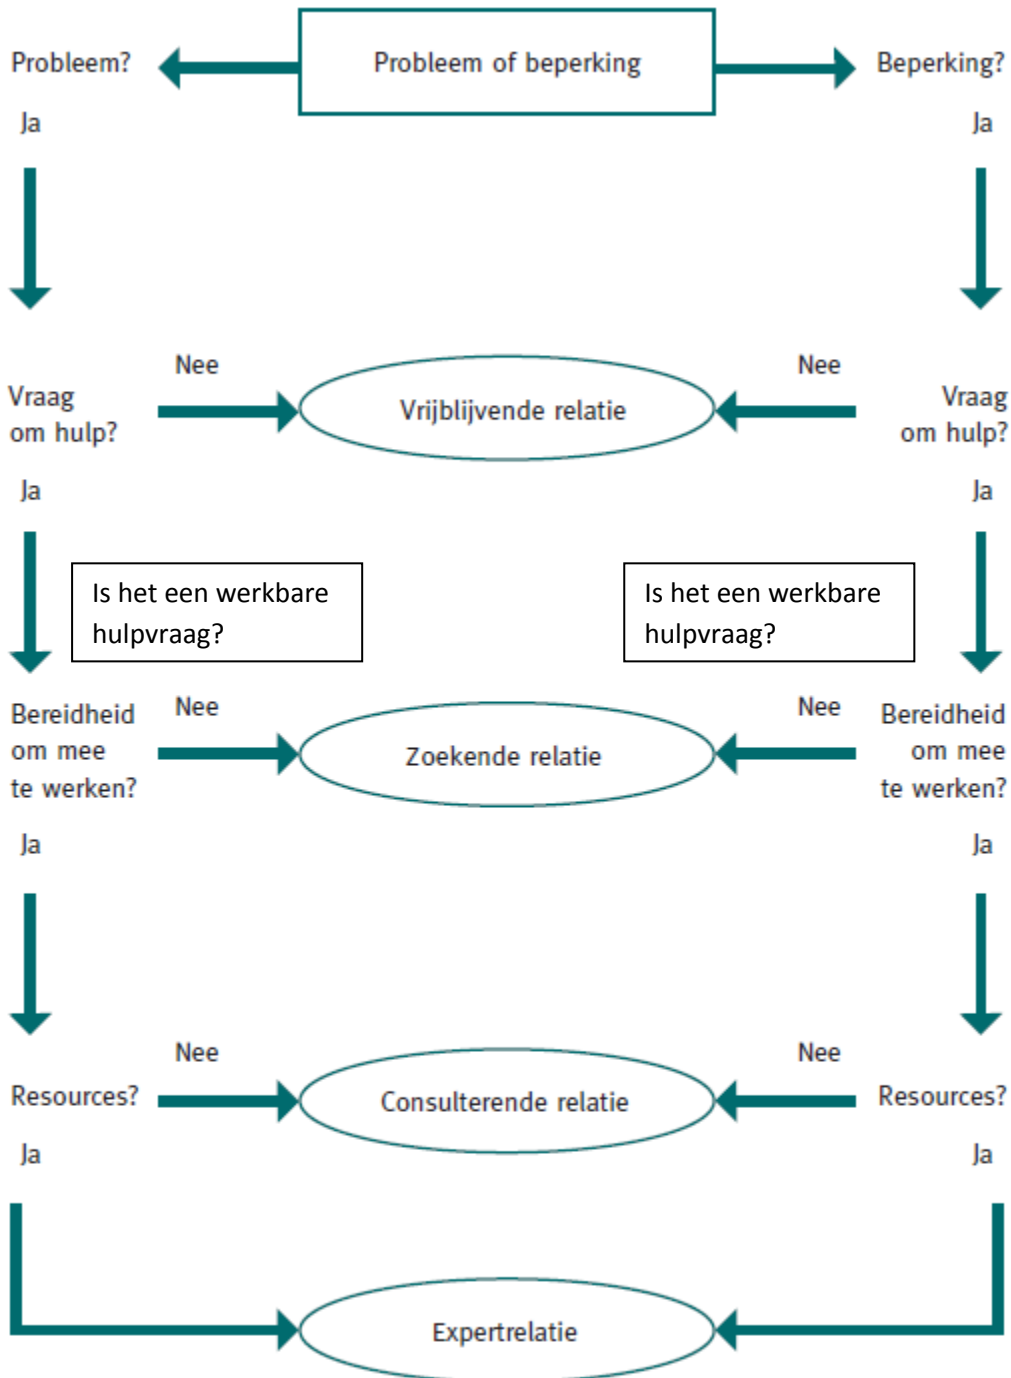 Probleem?
Probleem of beperking
Beperking?
Ja
Ja
Nee
Nee
Vraag
om hulp?
Vrijblijvende relatie
Vraag
om hulp?
Ja
Ja
Is het een werkbare
hulpvraag?
Is het een werkbare
hulpvraag?
Bereidheid
om mee
te werken?
Nee
Zoekende relatie
Nee
Bereidheid
om mee
te werken?
Ja
Ja
Nee
Nee
Resources?
Consulterende relatie
Resources?
Ja
Ja
Expertrelatie